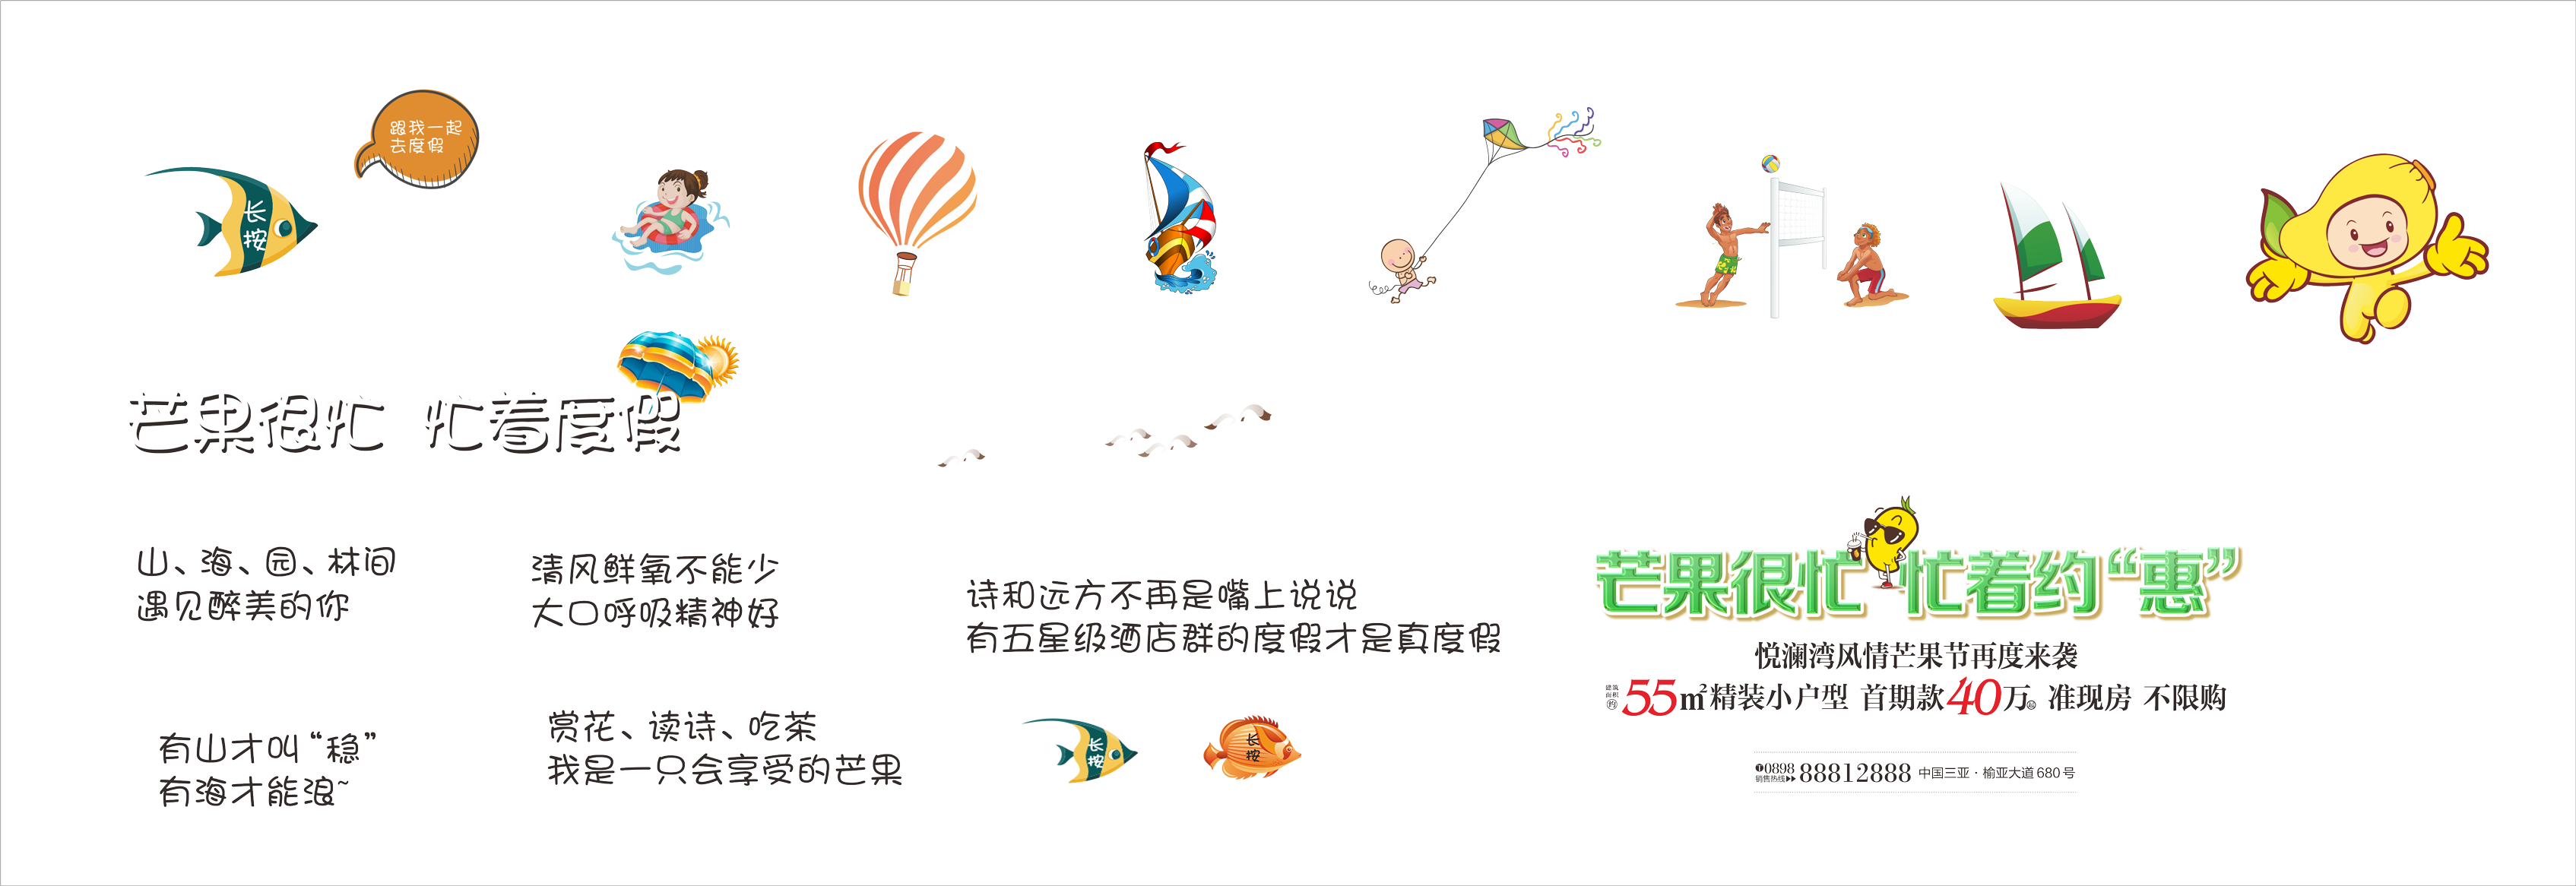 跟我一起
去度假
长
按
芒果很忙 忙着度假
山、海、园、林间
遇见醉美的你
清风鲜氧不能少
大口呼吸精神好
诗和远方不再是嘴上说说
有五星级酒店群的度假才是真度假
有山才叫“稳”
有海才能浪~
赏花、读诗、吃茶
我是一只会享受的芒果
长
按
长
按
芒果很忙 忙着约“惠”
悦澜湾风情芒果节再度来袭
建筑面积约55㎡精装小户型 首期款40万起 准现房 不限购
0898 88812888 中国三亚·榆亚大道680号
销售热线